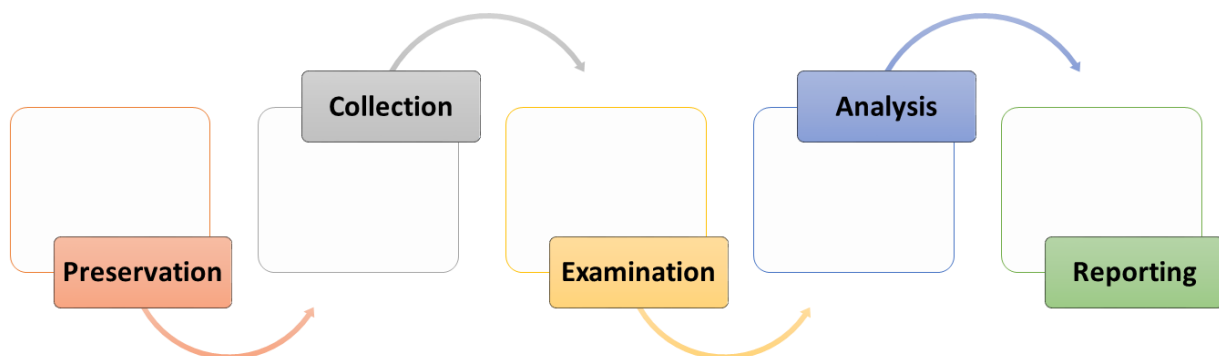 Preservation
Collection
Examination
Analysis
Reporting